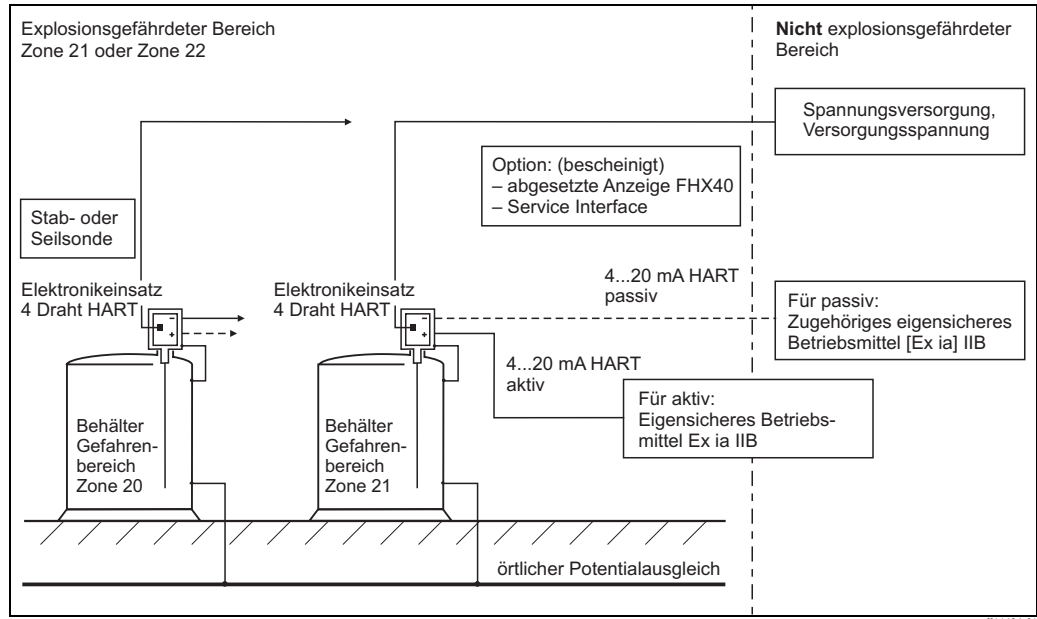 Explosionsgefährdeter Bereich
Zone 21 oder Zone 22
Nicht explosionsgefährdeter
Bereich
Spannungsversorgung,
Versorgungsspannung
Option: (bescheinigt)
– abgesetzte Anzeige FHX40
– Service Interface
Stab- oder
Seilsonde
Elektronikeinsatz
4 Draht HART
Elektronikeinsatz
4 Draht HART
4...20 mA HART
passiv
Für passiv:
Zugehöriges eigensicheres
Betriebsmittel [Ex ia] IIB
4...20 mA HART
aktiv
Für aktiv:
Eigensicheres Betriebs-
mittel Ex ia IIB
Behälter
Gefahren-
bereich
Zone 20
Behälter
Gefahren-
bereich
Zone 21
örtlicher Potentialausgleich